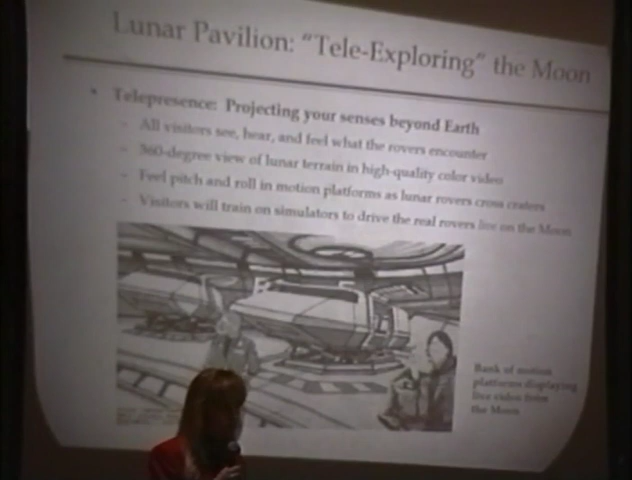 Lunar Pavilion: "Tele-Exploring" the Moon
• Telepresence: Projecting your senses beyond Earth
- All visitors see, hear, and feel what the rovers encounter
- 360-degree view of lunar terrain in high-quality color video
- Feel pitch and roll in motion platforms as lunar rovers cross craters
- Visitors will train on simulators to drive the real rovers live on the Moon
Bank of motion
platforms displaying
live video from
the Moon